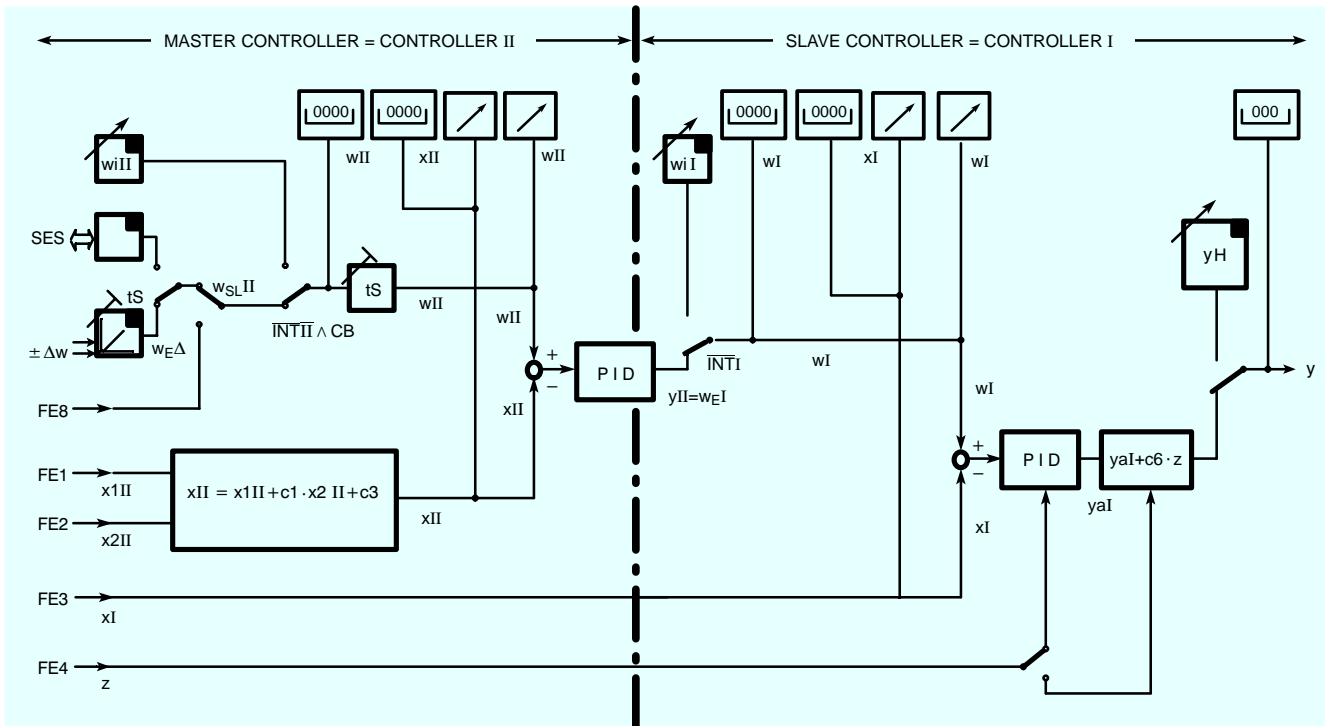 MASTER CONTROLLER = CONTROLLER II
SLAVE CONTROLLER = CONTROLLER I
0000
0000
0000
0000
000
wII
xII
wII
wI
xI
wI
wiII
wi I
SES
yH
tS
wSLII
tS
wII
wII
INTII ∧ CB
± Δw
wEΔ
+
−
PID
INTI
wI
yII=wEI
wI
y
FE8
xII
FE1
x1II
xII = x1II+c1·x2 II+c3
xII
FE2
x2II
+
−
PID
yaI+c6·z
yaI
xI
FE3
xI
FE4
z